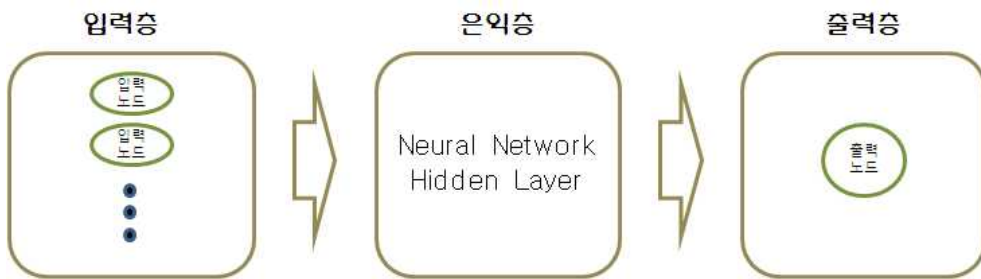 입력층
은익층
출력층
입력
노드
입력
노드
Neural Network
Hidden Layer
출력
노드